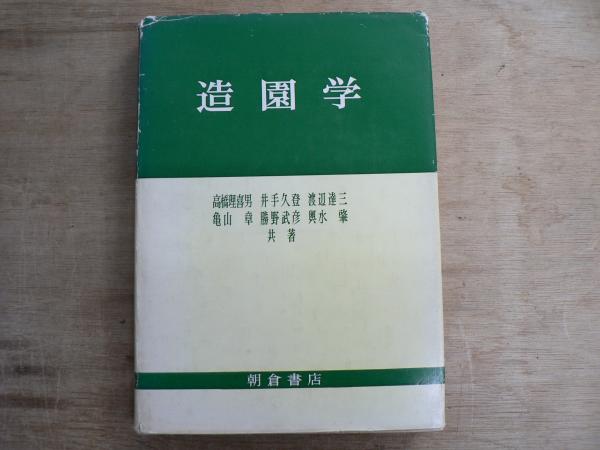 造園学
高橋理喜男 井手久登 渡辺達三
亀山 章 勝野武彦 輿水 肇
共著
朝倉書店